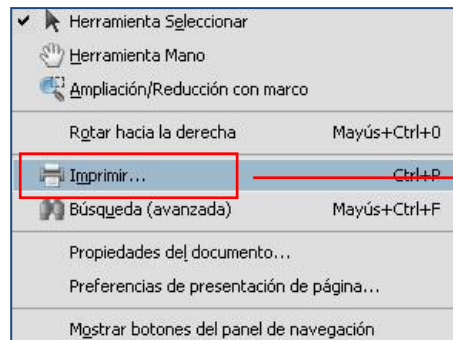 Herramienta Seleccionar
Herramienta Mano
Ampliación/Reducción con marco
Rotar hacia la derecha Mayús+Ctrl+0
Imprimir... Ctrl+P
Búsqueda (avanzada) Mayús+Ctrl+F
Propiedades del documento...
Preferencias de presentación de página...
Mostrar botones del panel de navegación